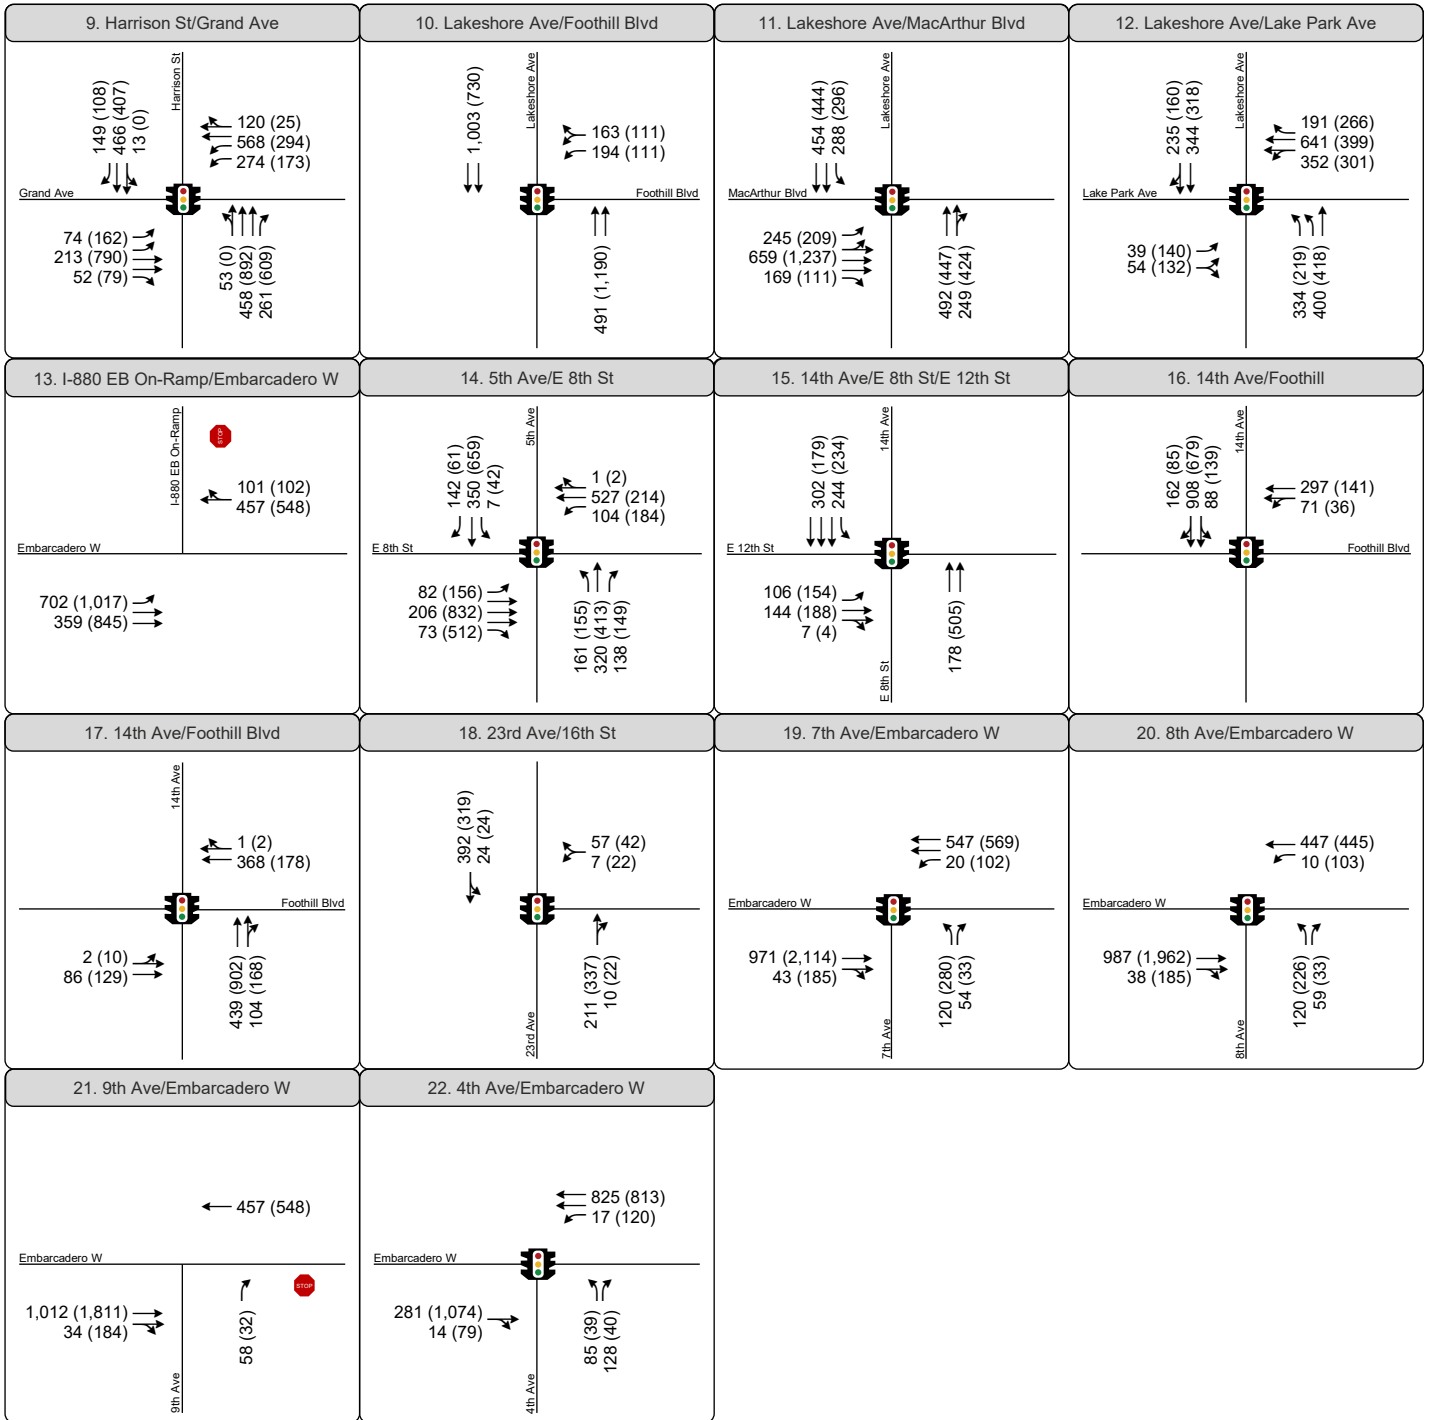 9. Harrison St/Grand Ave
Harrison St
149 (108)
466 (407)
13 (0)
120 (25)
568 (294)
274 (173)
Grand Ave
74 (162)
213 (790)
52 (79)
53 (0)
458 (892)
261 (609)
10. Lakeshore Ave/Foothill Blvd
Lakeshore Ave
1,003 (730)
163 (111)
194 (111)
Foothill Blvd
491 (1,190)
11. Lakeshore Ave/MacArthur Blvd
Lakeshore Ave
454 (444)
288 (296)
MacArthur Blvd
245 (209)
659 (1,237)
169 (111)
492 (447)
249 (424)
12. Lakeshore Ave/Lake Park Ave
Lakeshore Ave
235 (160)
344 (318)
191 (266)
641 (399)
352 (301)
Lake Park Ave
39 (140)
54 (132)
334 (219)
400 (418)
13. I-880 EB On-Ramp/Embarcadero W
I-880 EB On-Ramp
STOP
101 (102)
457 (548)
Embarcadero W
702 (1,017)
359 (845)
14. 5th Ave/E 8th St
5th Ave
142 (61)
350 (659)
7 (42)
1 (2)
527 (214)
104 (184)
E 8th St
82 (156)
206 (832)
73 (512)
161 (155)
320 (413)
138 (149)
15. 14th Ave/E 8th St/E 12th St
14th Ave
302 (179)
244 (234)
E 12th St
106 (154)
144 (188)
7 (4)
178 (505)
E 8th St
16. 14th Ave/Foothill
14th Ave
162 (85)
908 (679)
88 (139)
297 (141)
71 (36)
Foothill Blvd
17. 14th Ave/Foothill Blvd
14th Ave
1 (2)
368 (178)
Foothill Blvd
2 (10)
86 (129)
439 (902)
104 (168)
18. 23rd Ave/16th St
392 (319)
24 (24)
57 (42)
7 (22)
211 (337)
10 (22)
23rd Ave
19. 7th Ave/Embarcadero W
547 (569)
20 (102)
Embarcadero W
971 (2,114)
43 (185)
120 (280)
54 (33)
7th Ave
20. 8th Ave/Embarcadero W
447 (445)
10 (103)
Embarcadero W
987 (1,962)
38 (185)
120 (226)
59 (33)
8th Ave
21. 9th Ave/Embarcadero W
457 (548)
Embarcadero W
STOP
1,012 (1,811)
34 (184)
58 (32)
9th Ave
22. 4th Ave/Embarcadero W
825 (813)
17 (120)
Embarcadero W
281 (1,074)
14 (79)
85 (39)
128 (40)
4th Ave